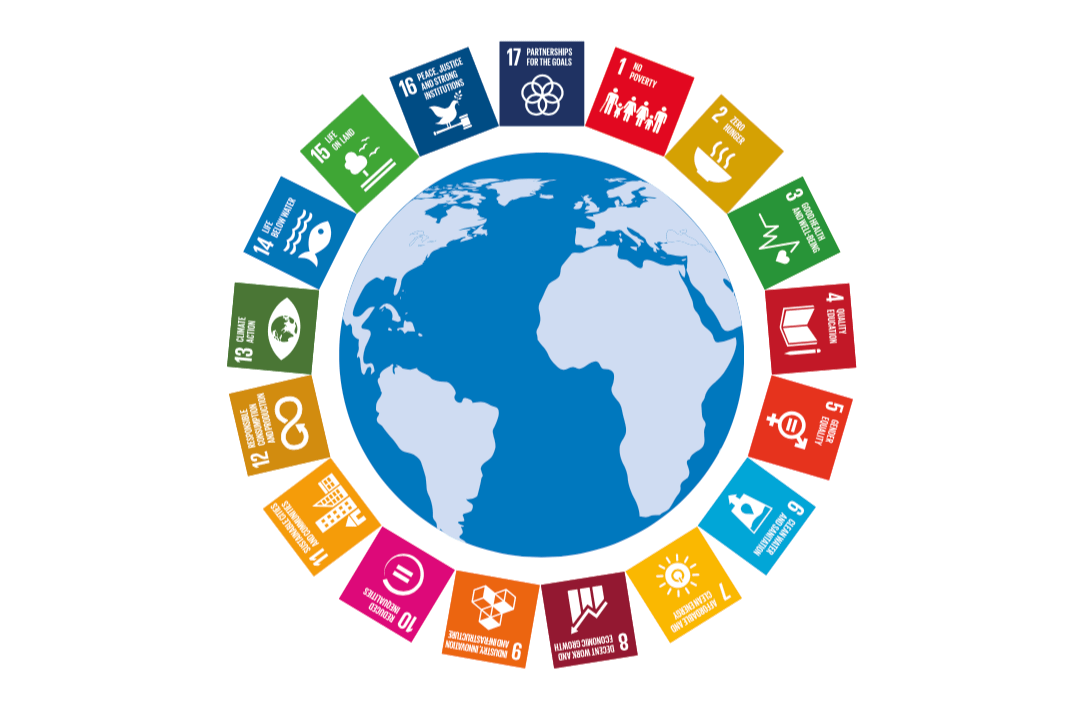 17 PARTNERSHIPS
FOR THE GOALS
1 NO
POVERTY
2 ZERO
HUNGER
3 GOOD HEALTH
AND WELL-BEING
4 QUALITY
EDUCATION
5 GENDER
EQUALITY
6 CLEAN WATER
AND SANITATION
7 AFFORDABLE AND
CLEAN ENERGY
8 DECENT WORK AND
ECONOMIC GROWTH
9 INDUSTRY, INNOVATION
AND INFRASTRUCTURE
10 REDUCED
INEQUALITIES
11 SUSTAINABLE CITIES
AND COMMUNITIES
12 RESPONSIBLE
CONSUMPTION
AND PRODUCTION
13 CLIMATE
ACTION
14 LIFE
BELOW WATER
15 LIFE
ON LAND
16 PEACE, JUSTICE
AND STRONG
INSTITUTIONS